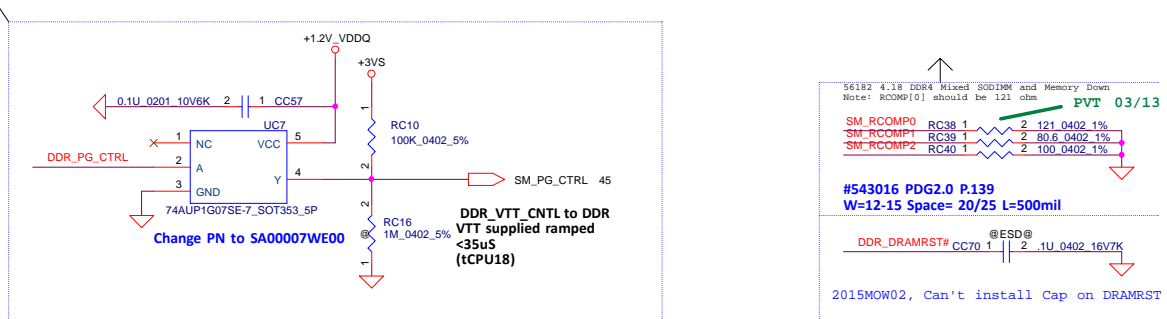 +1.2V_VDDQ
+3VS
0.1U_0201_10V6K 2 1 CC57
1
UC7
1 NC VCC 5
RC10
100K_0402_5%
2
DDR_PG_CTRL 2 A
Y 4
SM_PG_CTRL 45
3 GND
74AUP1G07SE-7_SOT353_5P
Change PN to SA00007WE00
2
@
RC16
1M_0402_5%
1
DDR_VTT_CNTL to DDR
VTT supplied ramped
<35uS
(tCPU18)
56182 4.18 DDR4 Mixed SODIMM and Memory Down
Note: RCOMP[0] should be 121 ohm
PVT 03/13
SM_RCOMP0 RC38 1 2 121_0402_1%
SM_RCOMP1 RC39 1 2 80.6_0402_1%
SM_RCOMP2 RC40 1 2 100_0402_1%
#543016 PDG2.0 P.139
W=12-15 Space= 20/25 L=500mil
@ESD@
DDR_DRAMRST# CC70 1 2 .1U_0402_16V7K
2015MOW02, Can't install Cap on DRAMRST